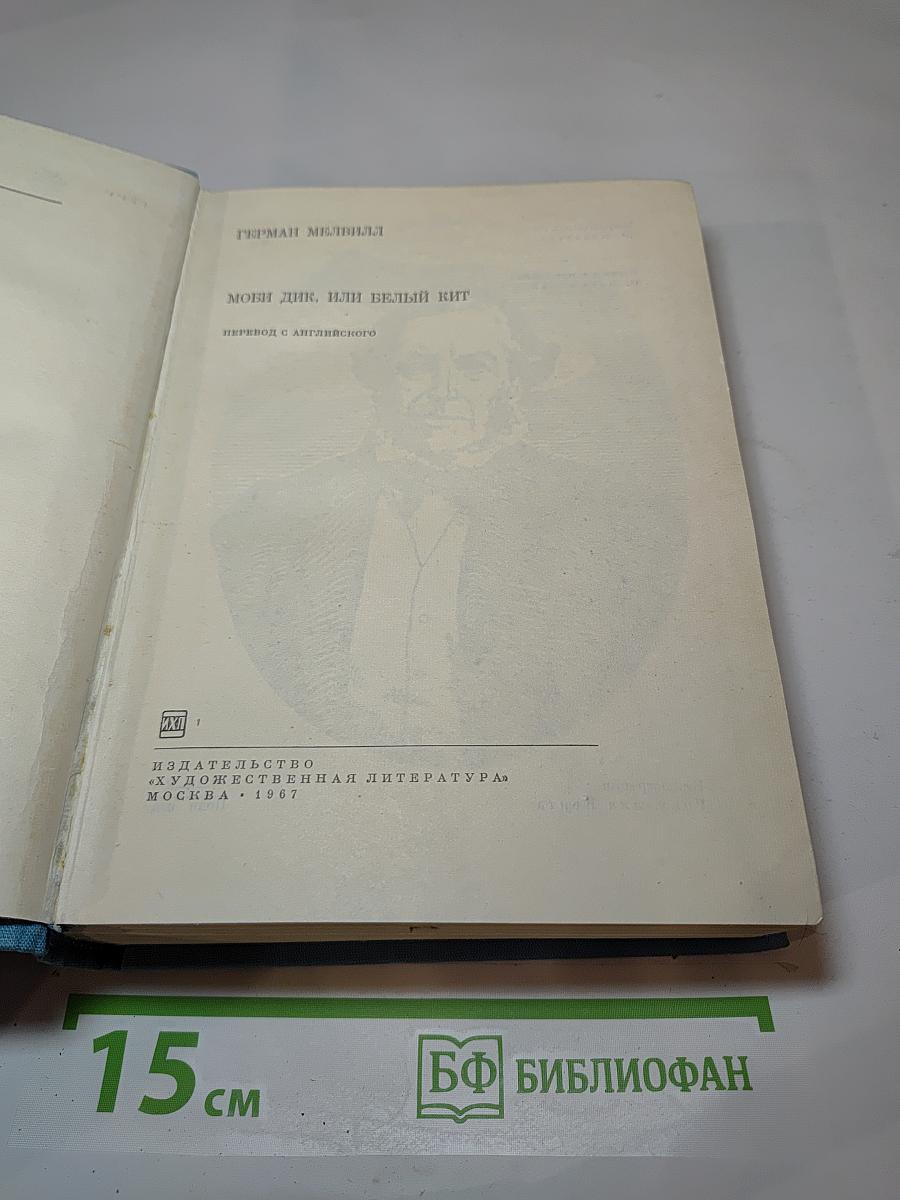 ГЕРМАН МЕЛВИЛЛ
МОБИ ДИК, ИЛИ БЕЛЫЙ КИТ
ПЕРЕВОД С АНГЛИЙСКОГО
ИХЛ 1
ИЗДАТЕЛЬСТВО
«ХУДОЖЕСТВЕННАЯ ЛИТЕРАТУРА»
МОСКВА • 1967
15 см
БФ БИБЛИОФАН